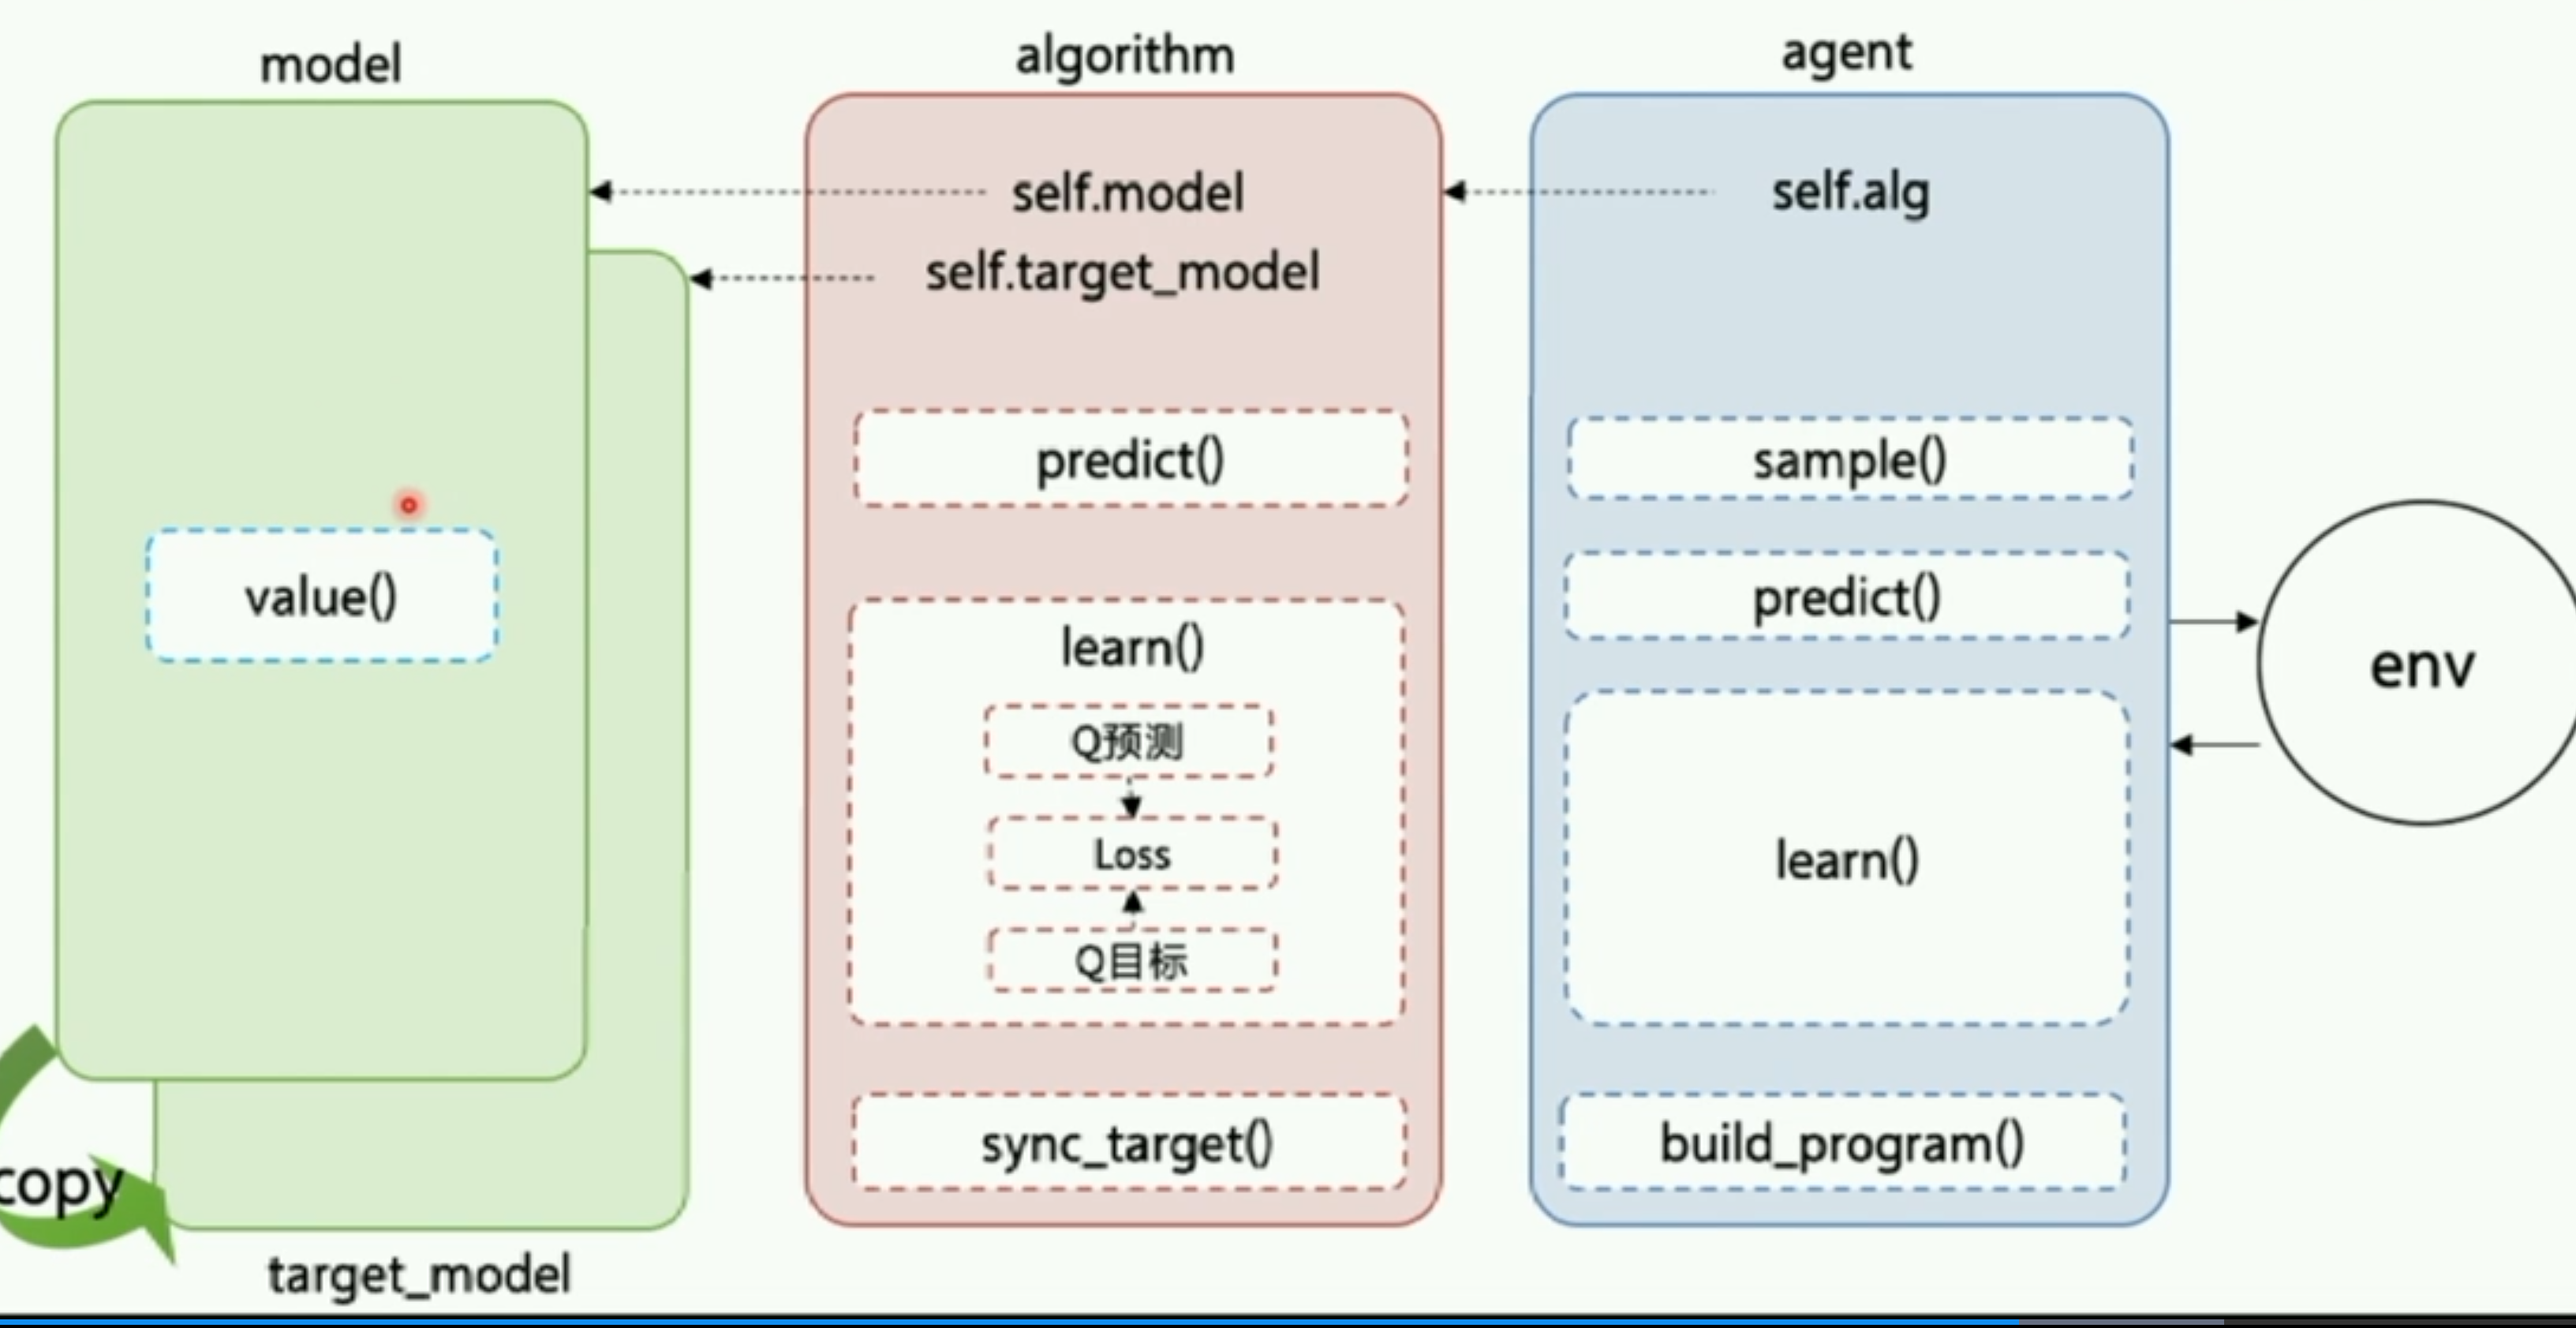 model
value()
copy
target_model
algorithm
self.model
self.target_model
predict()
learn()
Q预测
Loss
Q目标
sync_target()
agent
self.alg
sample()
predict()
learn()
build_program()
env